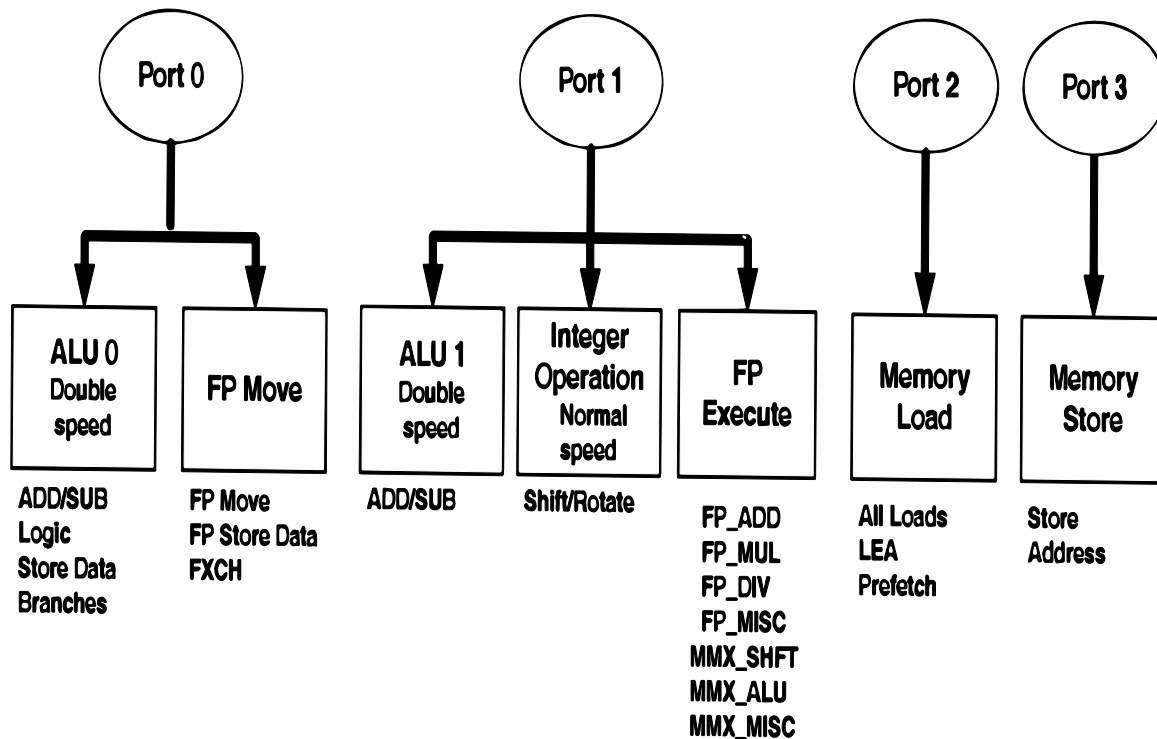 Port 0
Port 1
Port 2
Port 3
ALU 0
Double
speed
FP Move
ALU 1
Double
speed
Integer
Operation
Normal
speed
FP
Execute
Memory
Load
Memory
Store
ADD/SUB
Logic
Store Data
Branches
FP Move
FP Store Data
FXCH
ADD/SUB
Shift/Rotate
FP_ADD
FP_MUL
FP_DIV
FP_MISC
MMX_SHFT
MMX_ALU
MMX_MISC
All Loads
LEA
Prefetch
Store
Address